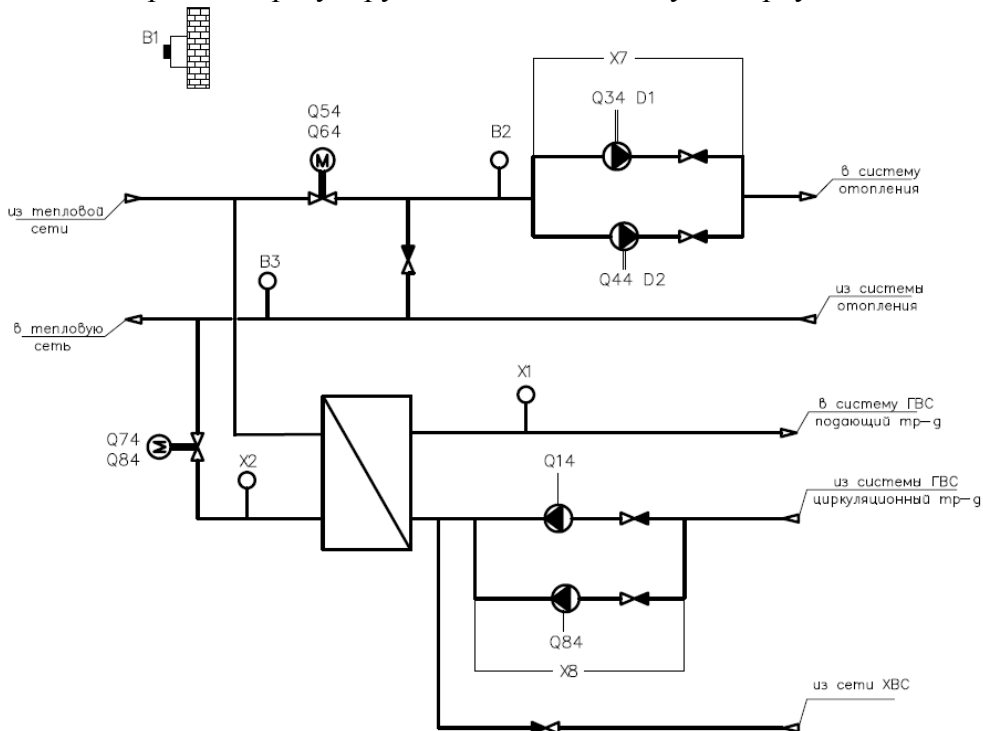 B1
X7
Q34 D1
Q54
Q64
B2
в систему
отопления
из тепловой
сети
B3
Q44 D2
из системы
отопления
в тепловую
сеть
X1
в систему ГВС
подающий тр-д
Q74
Q84
X2
Q14
из системы ГВС
циркуляционный тр-д
Q84
X8
из сети ХВС